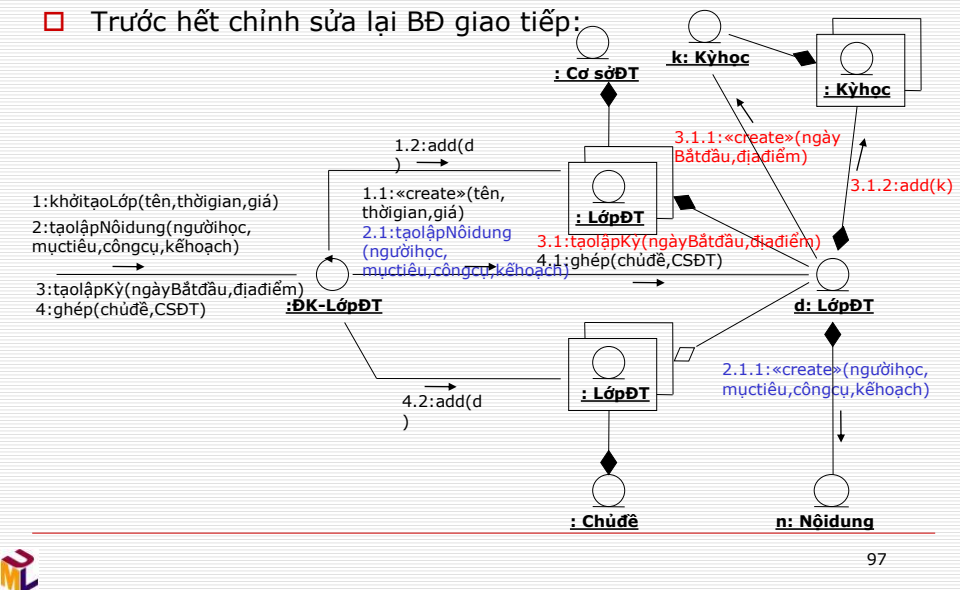 Trước hết chỉnh sửa lại BĐ giao tiếp:
: Cơ sởĐT
k: Kỳhọc
: Kỳhọc
1.2:add(d
)
3.1.1:«create»(ngày
Bắtđầu,địađiểm)
3.1.2:add(k)
1:khởitạoLớp(tên,thờigian,giá)
2:tạolậpNộidung(ngườihọc,
mụctiêu,côngcụ,kếhoạch)
3:tạolậpKỳ(ngàyBắtđầu,địađiểm)
4:ghép(chủđề,CSĐT)
1.1:«create»(tên,
thờigian,giá)
2.1:tạolậpNộidung
(ngườihọc,
mụctiêu,côngcụ,kếhoạch)
: LớpĐT
3.1:tạolậpKỳ(ngàyBắtđầu,địađiểm)
4.1:ghép(chủđề,CSĐT)
:ĐK-LớpĐT
d: LớpĐT
2.1.1:«create»(ngườihọc,
mụctiêu,côngcụ,kếhoạch)
: LớpĐT
4.2:add(d
)
: Chủđề
n: Nộidung
97
UML